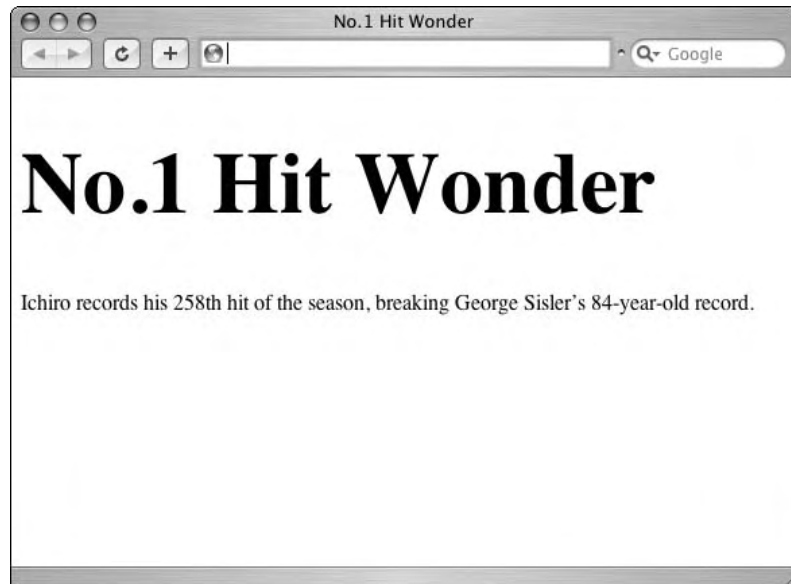 No.1 Hit Wonder
Google
No.1 Hit Wonder
Ichiro records his 258th hit of the season, breaking George Sisler’s 84-year-old record.